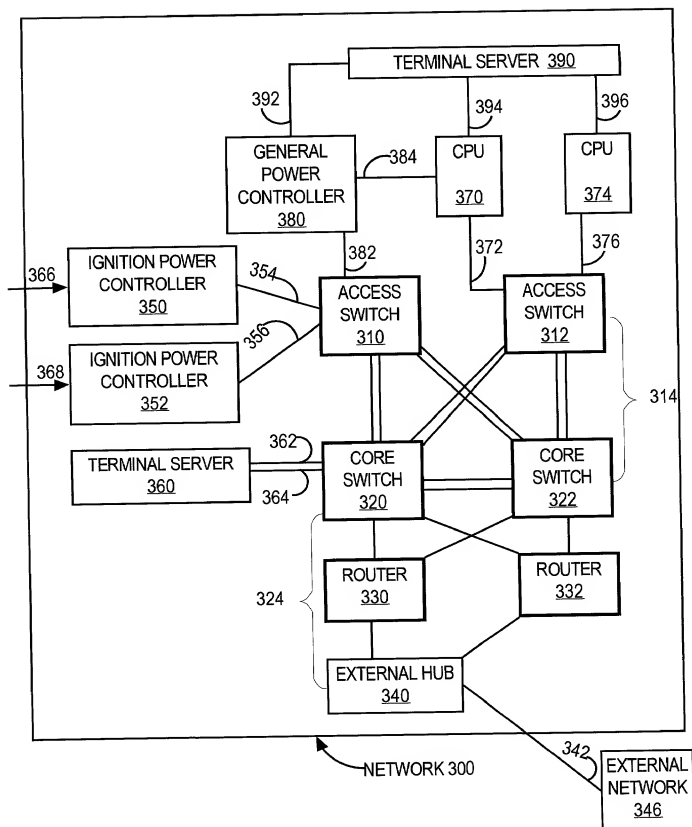 TERMINAL SERVER 390
392
394
396
GENERAL
POWER
CONTROLLER
380
384
CPU
370
CPU
374
382
372
376
366
IGNITION POWER
CONTROLLER
350
354
ACCESS
SWITCH
310
ACCESS
SWITCH
312
356
368
IGNITION POWER
CONTROLLER
352
314
362
TERMINAL SERVER
360
364
CORE
SWITCH
320
CORE
SWITCH
322
324
ROUTER
330
ROUTER
332
EXTERNAL HUB
340
342
NETWORK 300
EXTERNAL
NETWORK
346